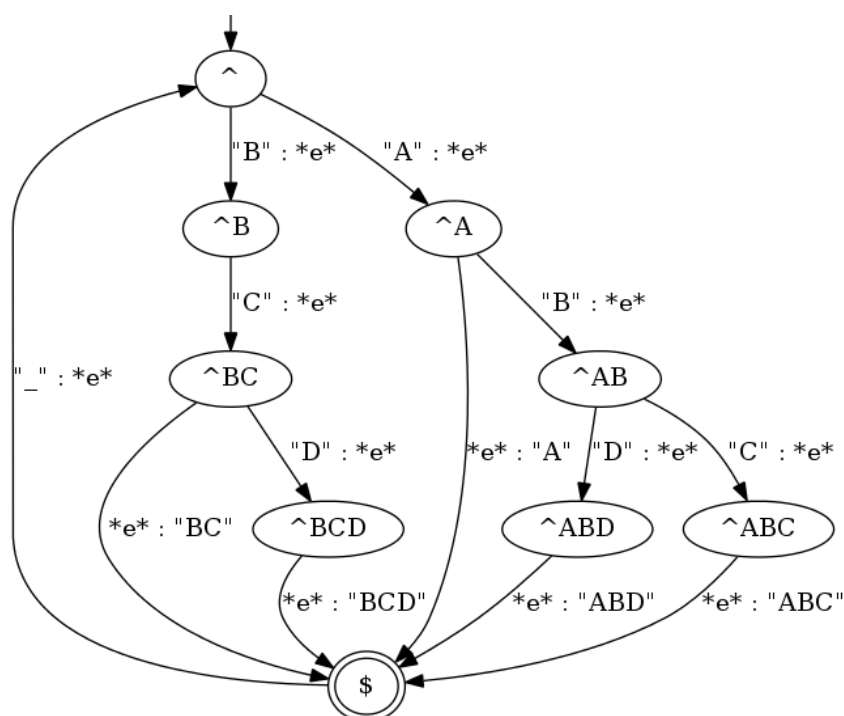 ^
"B" : *e*
"A" : *e*
^B
^A
"C" : *e*
"B" : *e*
"_" : *e*
^BC
^AB
"D" : *e*
*e* : "A"
"D" : *e*
"C" : *e*
*e* : "BC"
^BCD
^ABD
^ABC
*e* : "BCD"
*e* : "ABD"
*e* : "ABC"
$